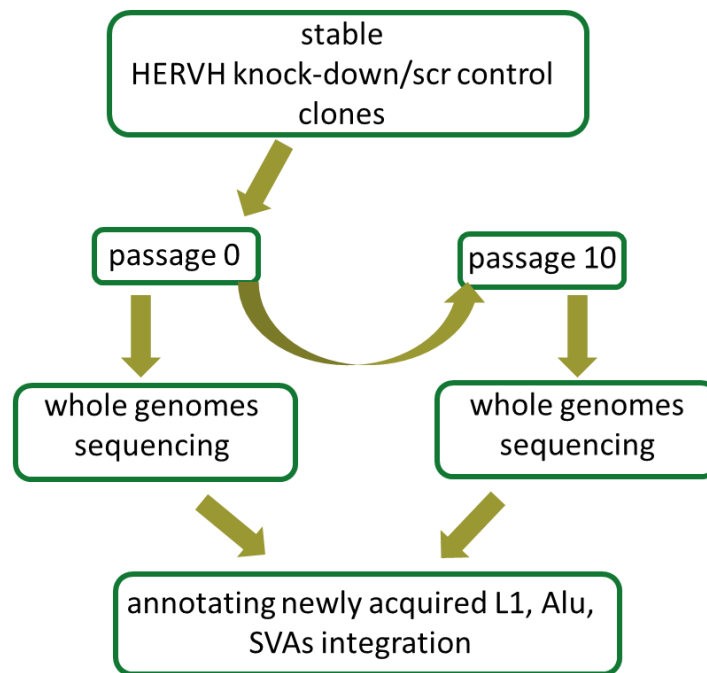 stable
HERVH knock-down/scr control
clones
passage 0
passage 10
whole genomes
sequencing
whole genomes
sequencing
annotating newly acquired L1, Alu,
SVAs integration